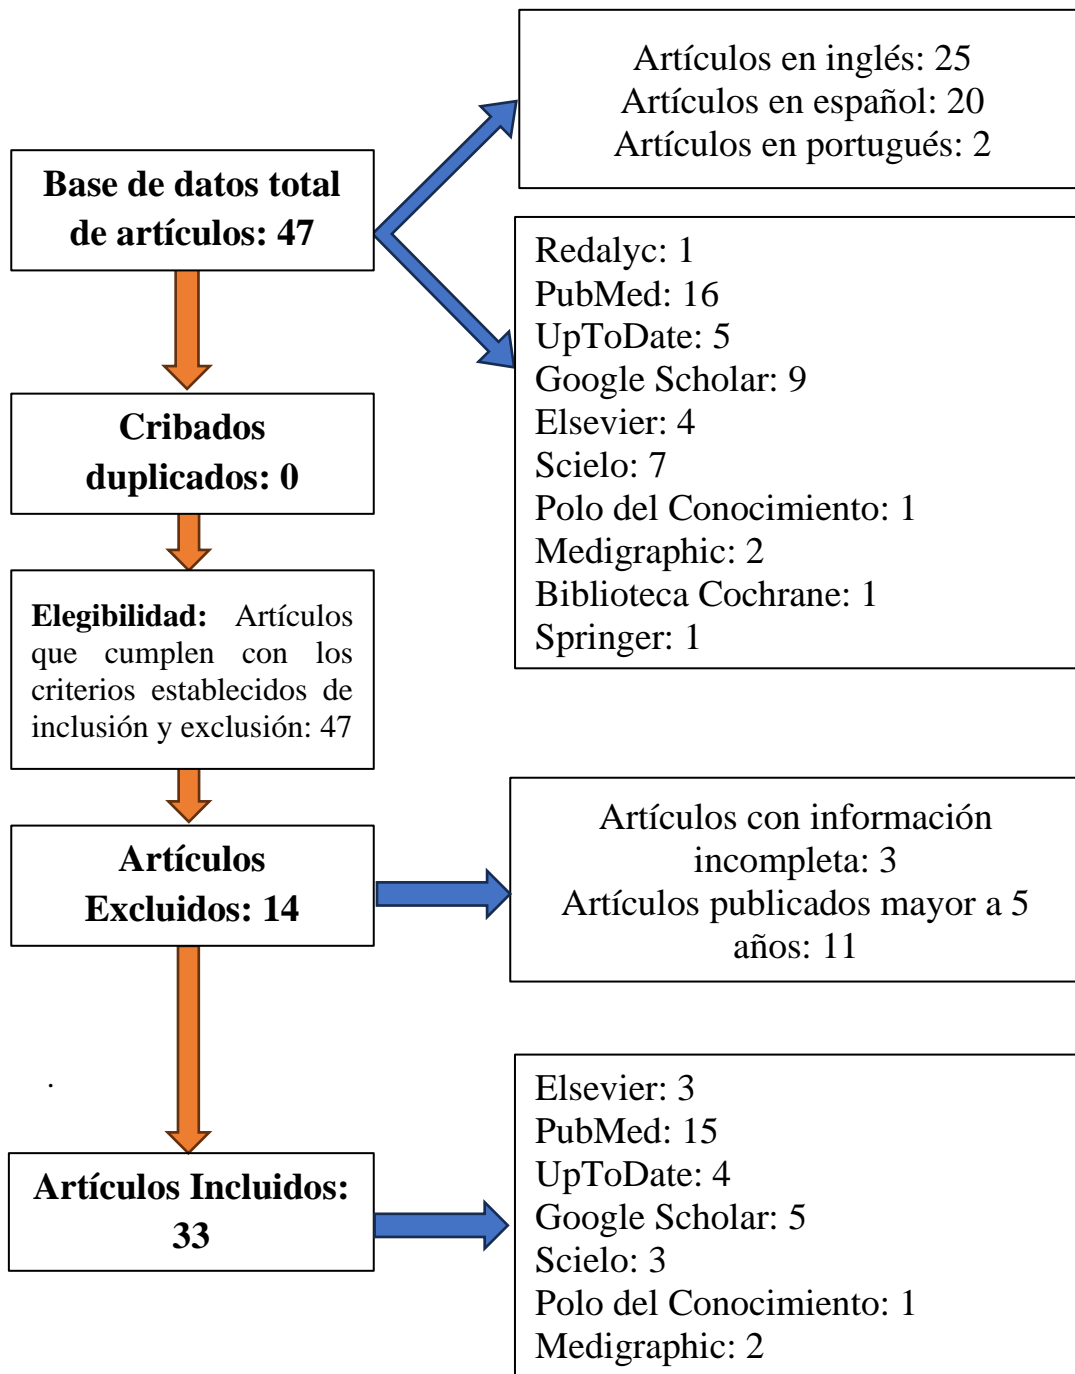 Artículos en inglés: 25
Artículos en español: 20
Artículos en portugués: 2
Base de datos total
de artículos: 47
Redalyc: 1
PubMed: 16
UpToDate: 5
Google Scholar: 9
Elsevier: 4
Scielo: 7
Polo del Conocimiento: 1
Medigraphic: 2
Biblioteca Cochrane: 1
Springer: 1
Cribados
duplicados: 0
Elegibilidad: Artículos
que cumplen con los
criterios establecidos de
inclusión y exclusión: 47
Artículos
Excluidos: 14
Artículos con información
incompleta: 3
Artículos publicados mayor a 5
años: 11
.
Artículos Incluidos:
33
Elsevier: 3
PubMed: 15
UpToDate: 4
Google Scholar: 5
Scielo: 3
Polo del Conocimiento: 1
Medigraphic: 2